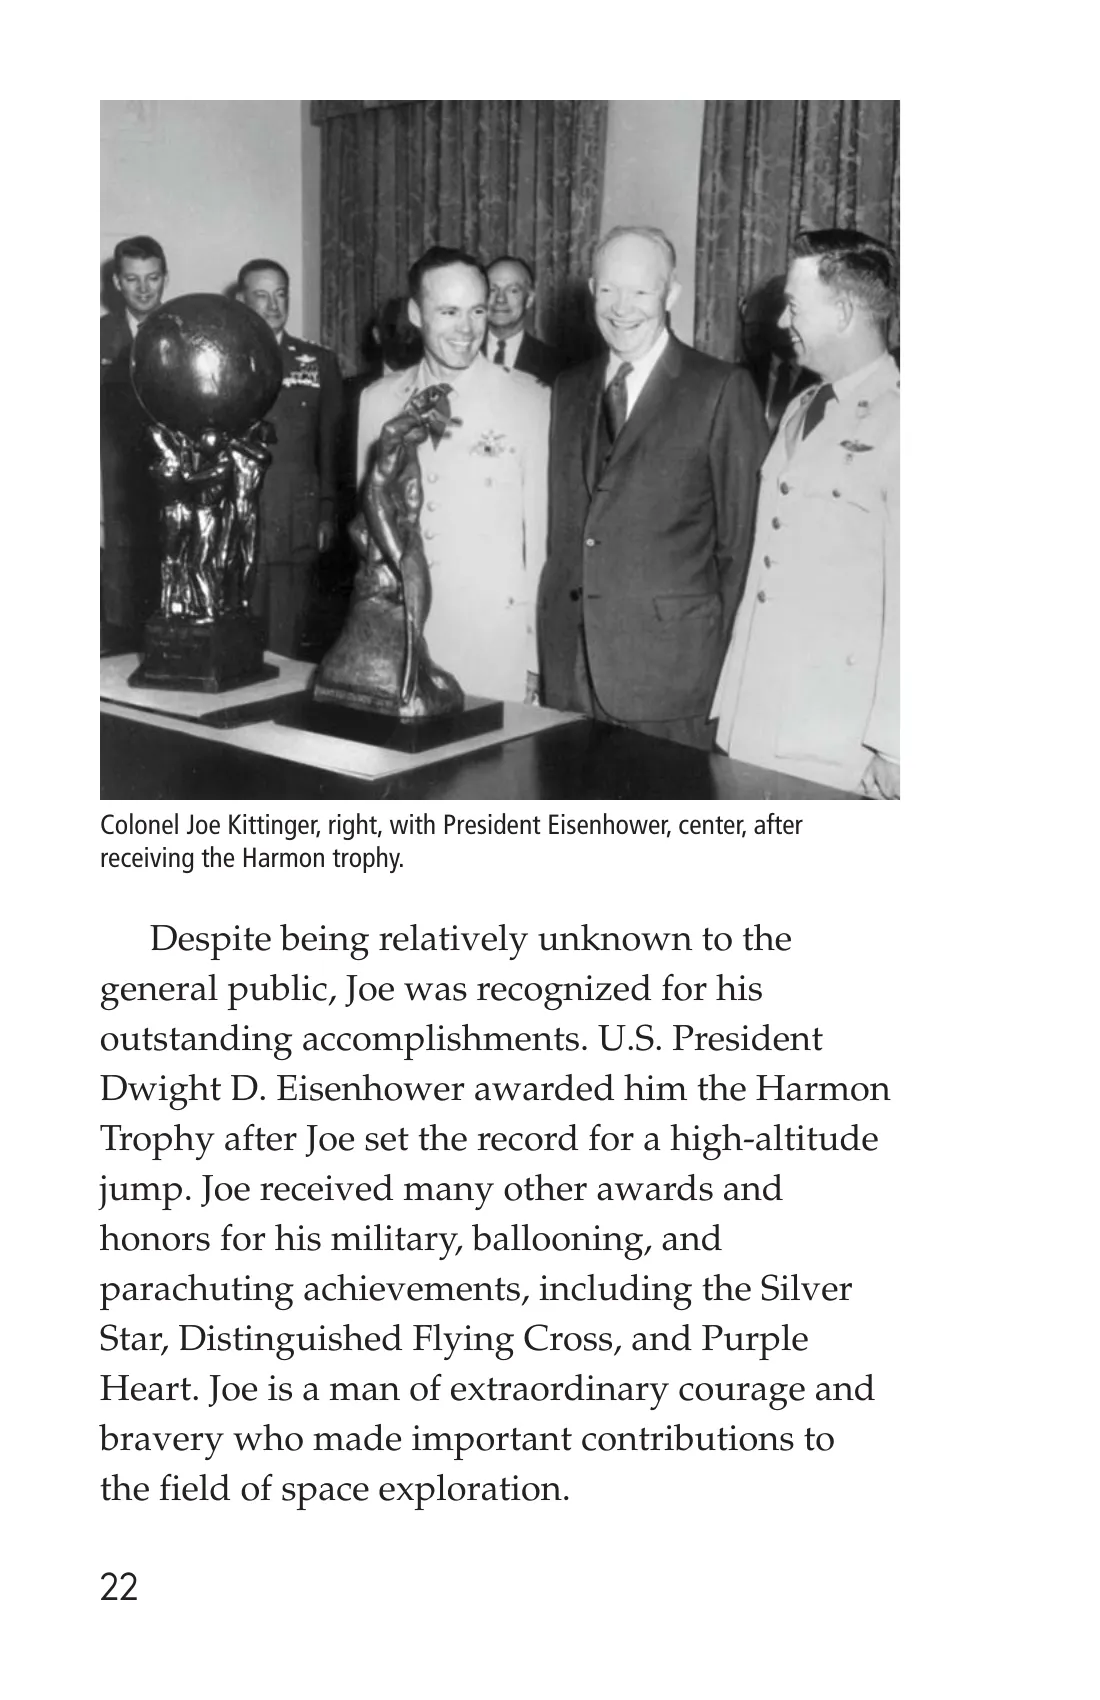 Colonel Joe Kittinger, right, with President Eisenhower, center, after
receiving the Harmon trophy.
Despite being relatively unknown to the
general public, Joe was recognized for his
outstanding accomplishments. U.S. President
Dwight D. Eisenhower awarded him the Harmon
Trophy after Joe set the record for a high-altitude
jump. Joe received many other awards and
honors for his military, ballooning, and
parachuting achievements, including the Silver
Star, Distinguished Flying Cross, and Purple
Heart. Joe is a man of extraordinary courage and
bravery who made important contributions to
the field of space exploration.
22